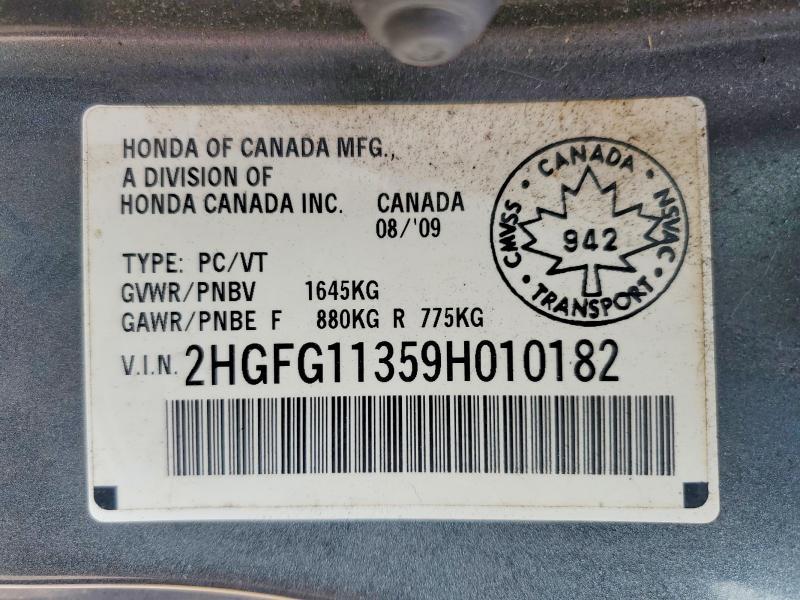 HONDA OF CANADA MFG.,
A DIVISION OF
HONDA CANADA INC. CANADA
08/'09
TYPE: PC/VT
GVWR/PNBV 1645KG
GAWR/PNBE F 880KG R 775KG
V.I.N. 2HGFG11359H010182
CMVSS · CANADA · NSVAC · TRANSPORT ·
942